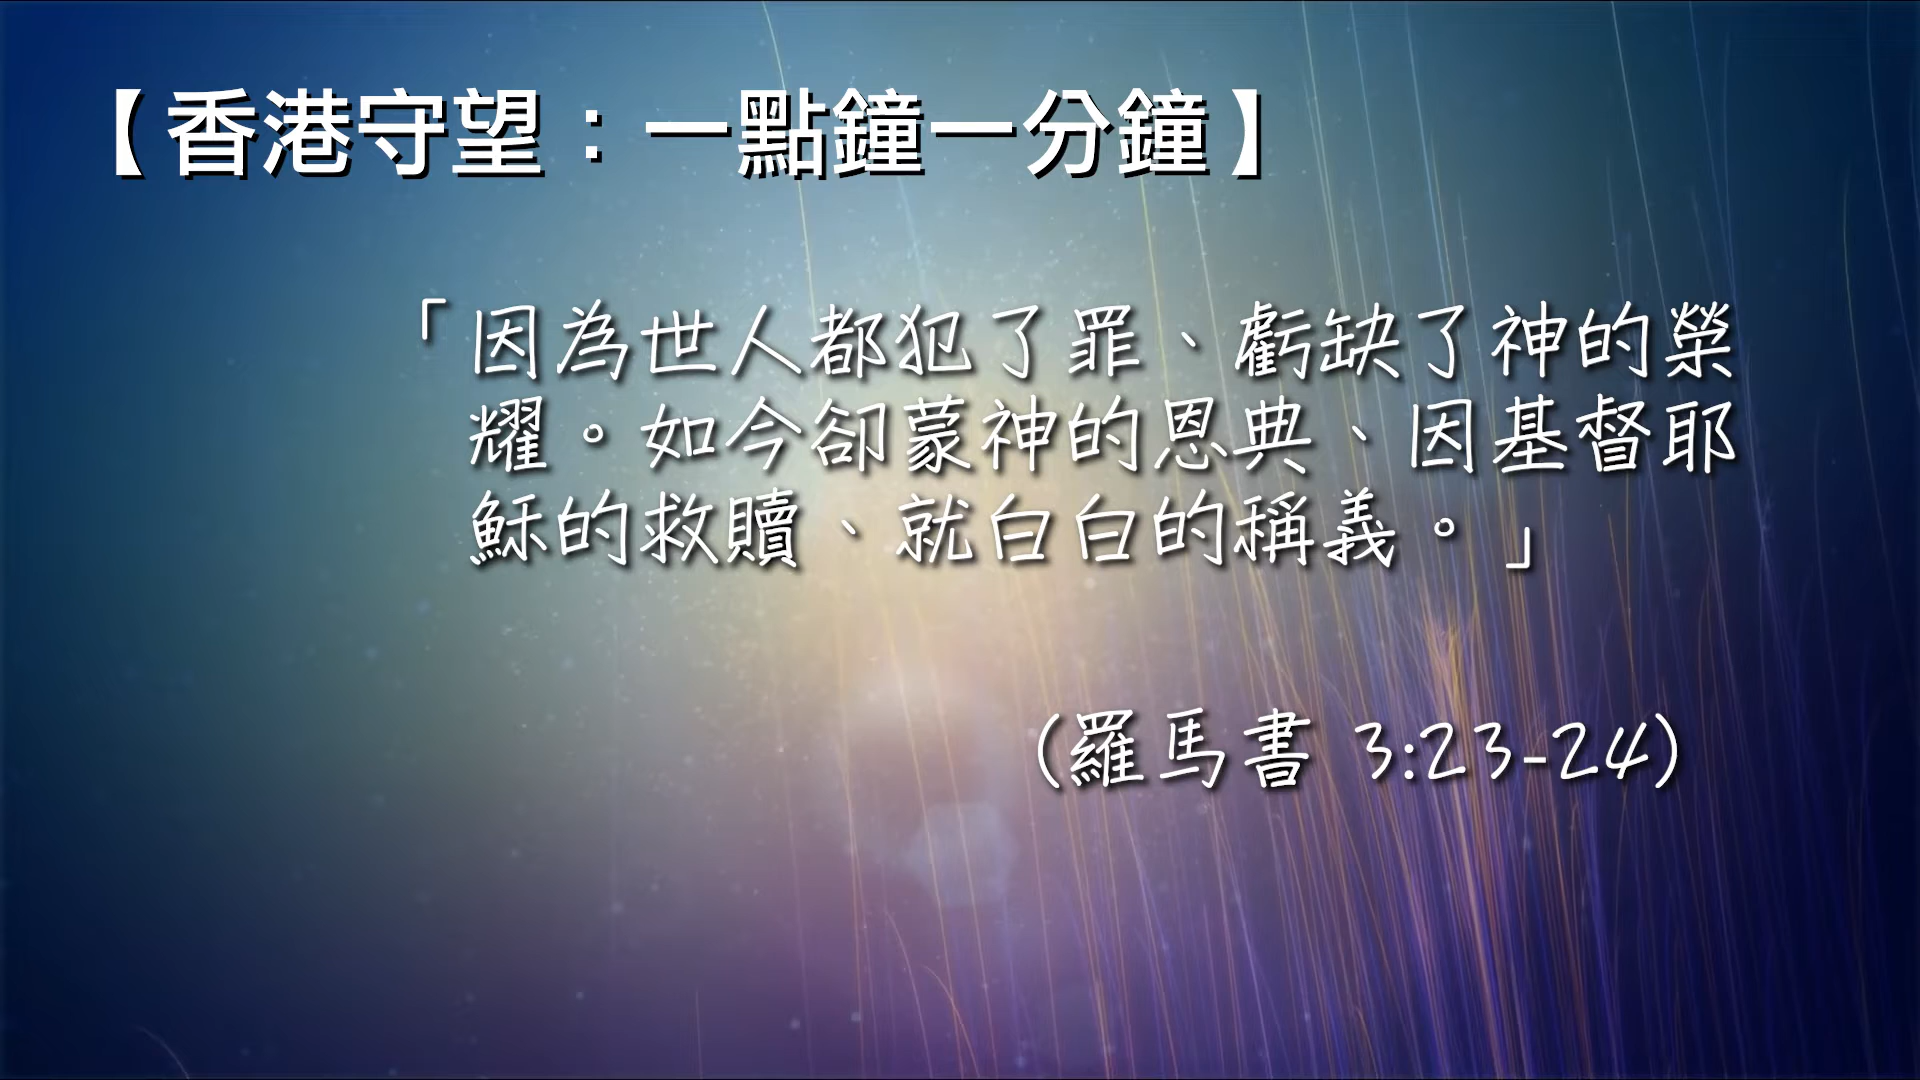 【香港守望：一點鐘一分鐘】
「因為世人都犯了罪、虧缺了神的榮
耀。如今卻蒙神的恩典、因基督耶
穌的救贖、就白白的稱義。」
(羅馬書 3:23-24)